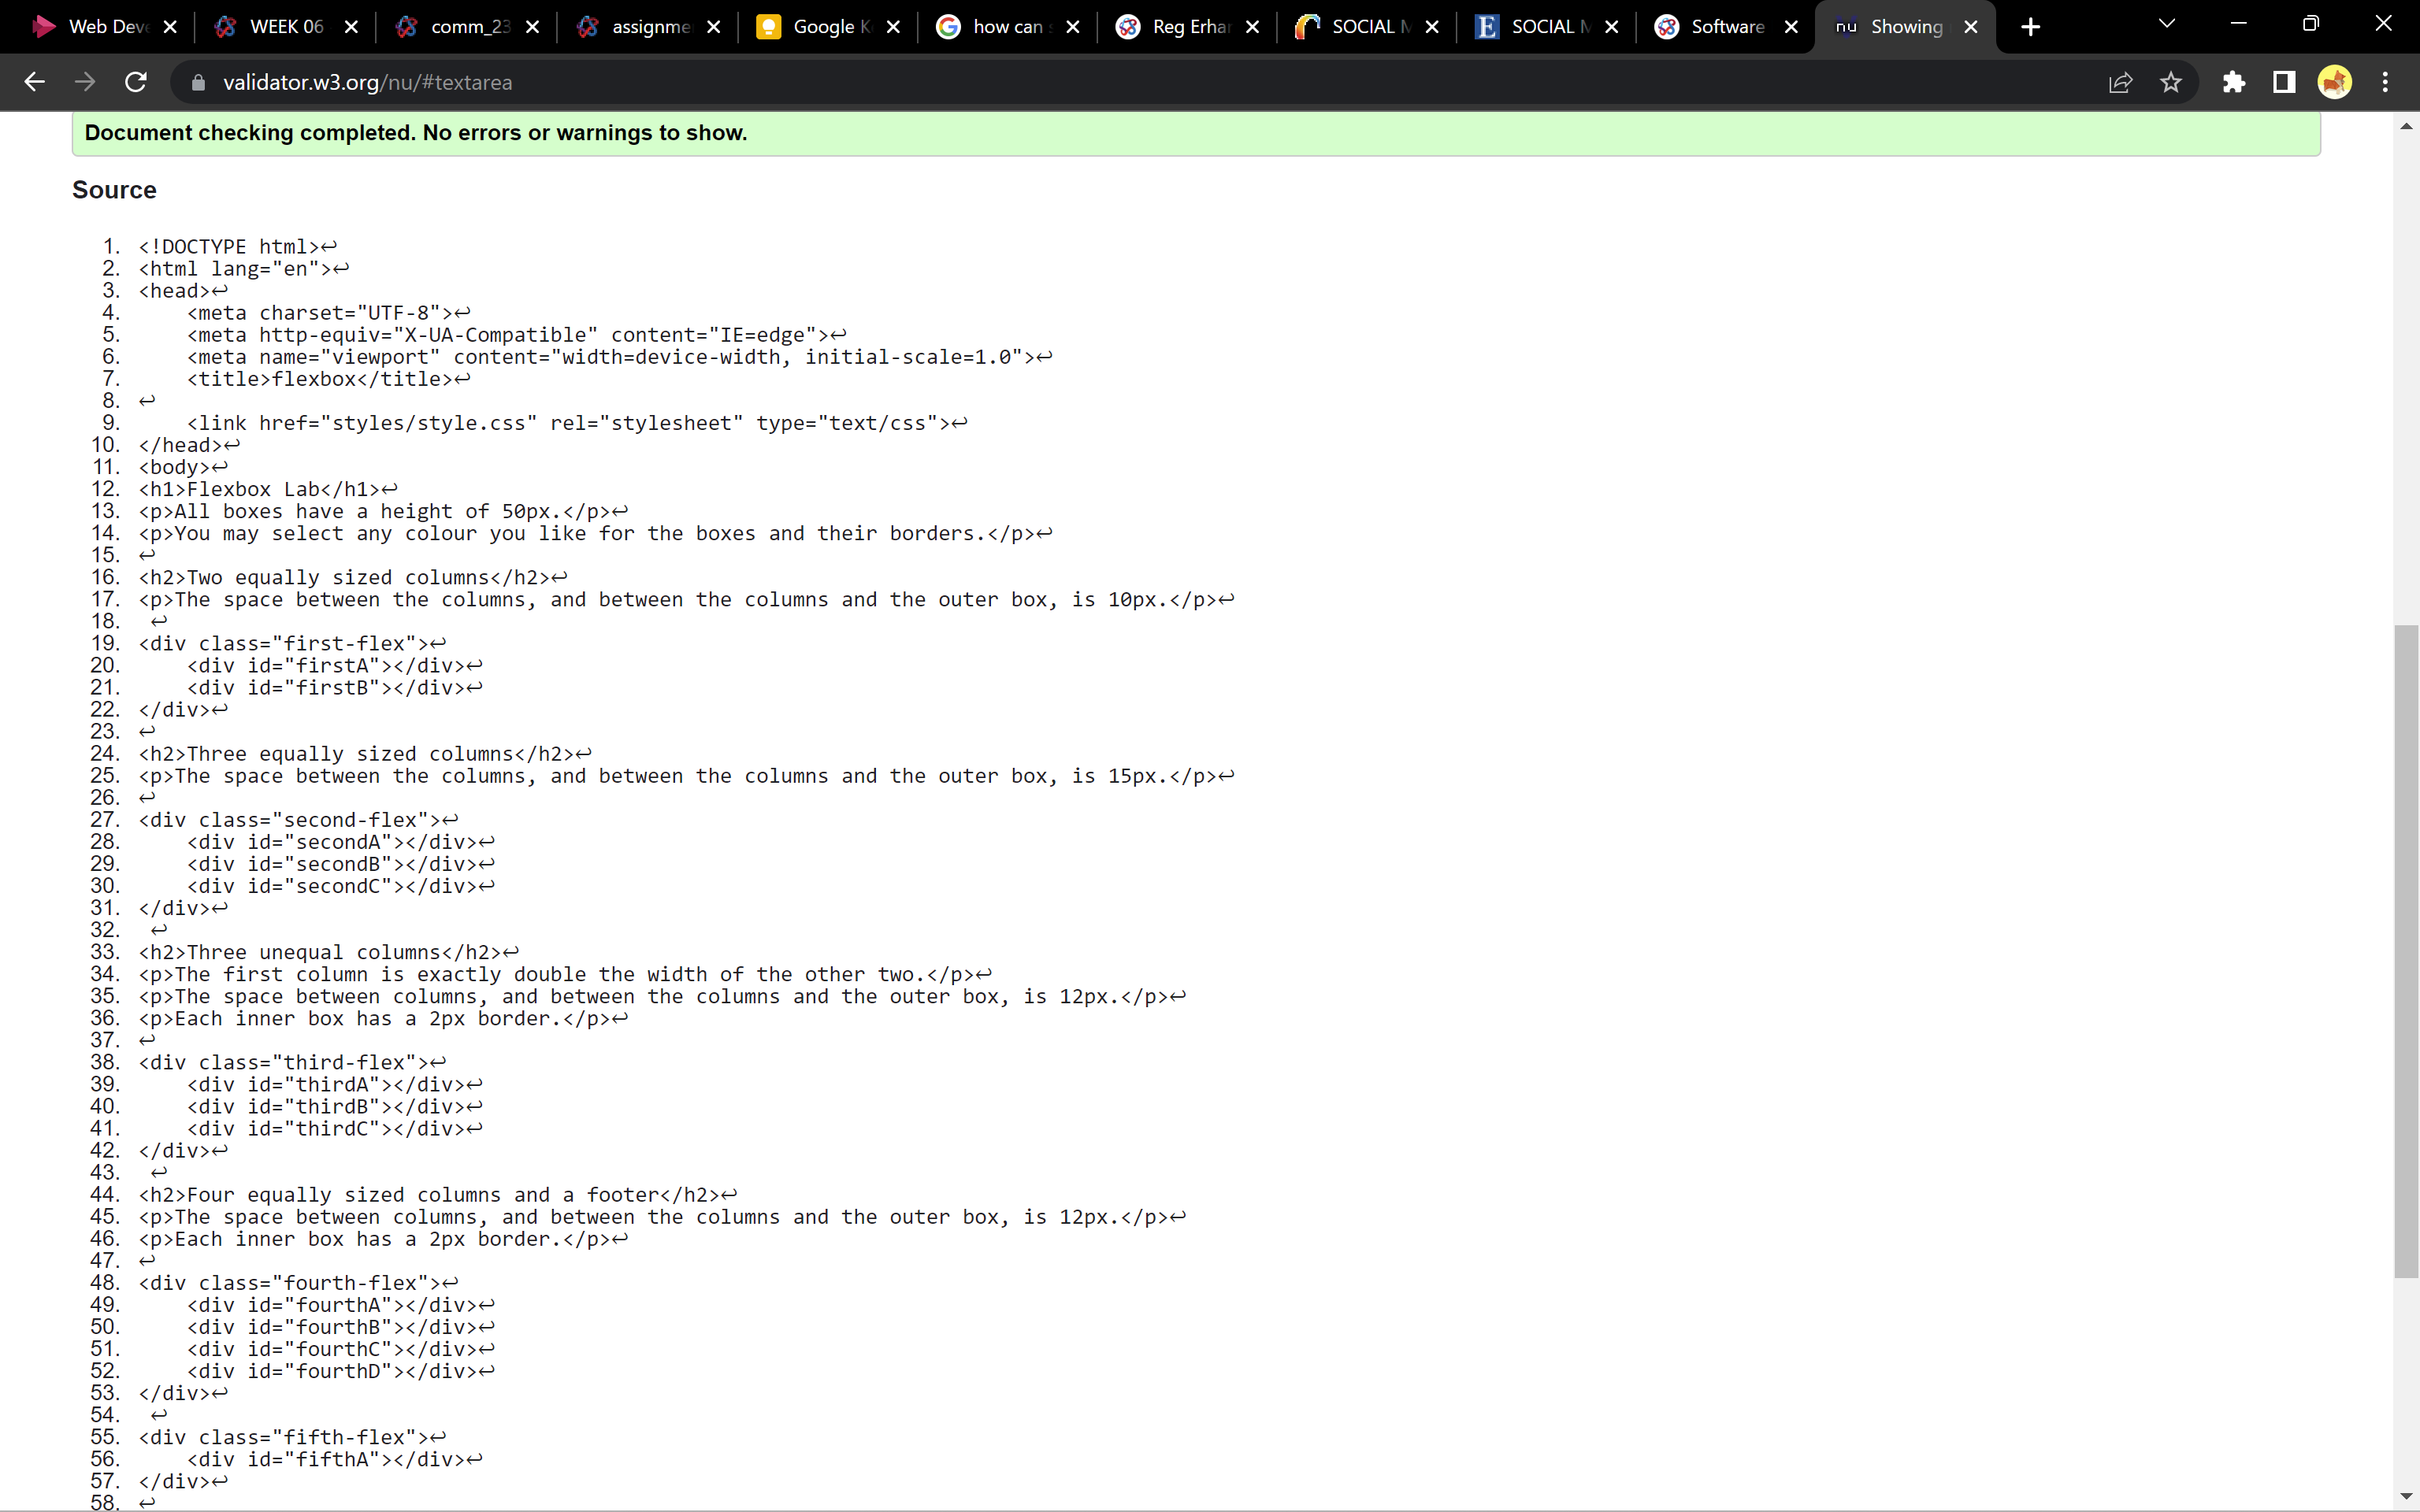 Web Deve
WEEK 06
comm_23
assignme
Google K
how can s
Reg Erhar
SOCIAL M
SOCIAL M
Software
nu Showing
validator.w3.org/nu/#textarea
Document checking completed. No errors or warnings to show.
Source
1. <!DOCTYPE html>↩
2. <html lang="en">↩
3. <head>↩
4. <meta charset="UTF-8">↩
5. <meta http-equiv="X-UA-Compatible" content="IE=edge">↩
6. <meta name="viewport" content="width=device-width, initial-scale=1.0">↩
7. <title>flexbox</title>↩
8. ↩
9. <link href="styles/style.css" rel="stylesheet" type="text/css">↩
10. </head>↩
11. <body>↩
12. <h1>Flexbox Lab</h1>↩
13. <p>All boxes have a height of 50px.</p>↩
14. <p>You may select any colour you like for the boxes and their borders.</p>↩
15. ↩
16. <h2>Two equally sized columns</h2>↩
17. <p>The space between the columns, and between the columns and the outer box, is 10px.</p>↩
18. ↩
19. <div class="first-flex">↩
20. <div id="firstA"></div>↩
21. <div id="firstB"></div>↩
22. </div>↩
23. ↩
24. <h2>Three equally sized columns</h2>↩
25. <p>The space between the columns, and between the columns and the outer box, is 15px.</p>↩
26. ↩
27. <div class="second-flex">↩
28. <div id="secondA"></div>↩
29. <div id="secondB"></div>↩
30. <div id="secondC"></div>↩
31. </div>↩
32. ↩
33. <h2>Three unequal columns</h2>↩
34. <p>The first column is exactly double the width of the other two.</p>↩
35. <p>The space between columns, and between the columns and the outer box, is 12px.</p>↩
36. <p>Each inner box has a 2px border.</p>↩
37. ↩
38. <div class="third-flex">↩
39. <div id="thirdA"></div>↩
40. <div id="thirdB"></div>↩
41. <div id="thirdC"></div>↩
42. </div>↩
43. ↩
44. <h2>Four equally sized columns and a footer</h2>↩
45. <p>The space between columns, and between the columns and the outer box, is 12px.</p>↩
46. <p>Each inner box has a 2px border.</p>↩
47. ↩
48. <div class="fourth-flex">↩
49. <div id="fourthA"></div>↩
50. <div id="fourthB"></div>↩
51. <div id="fourthC"></div>↩
52. <div id="fourthD"></div>↩
53. </div>↩
54. ↩
55. <div class="fifth-flex">↩
56. <div id="fifthA"></div>↩
57. </div>↩
58. ↩